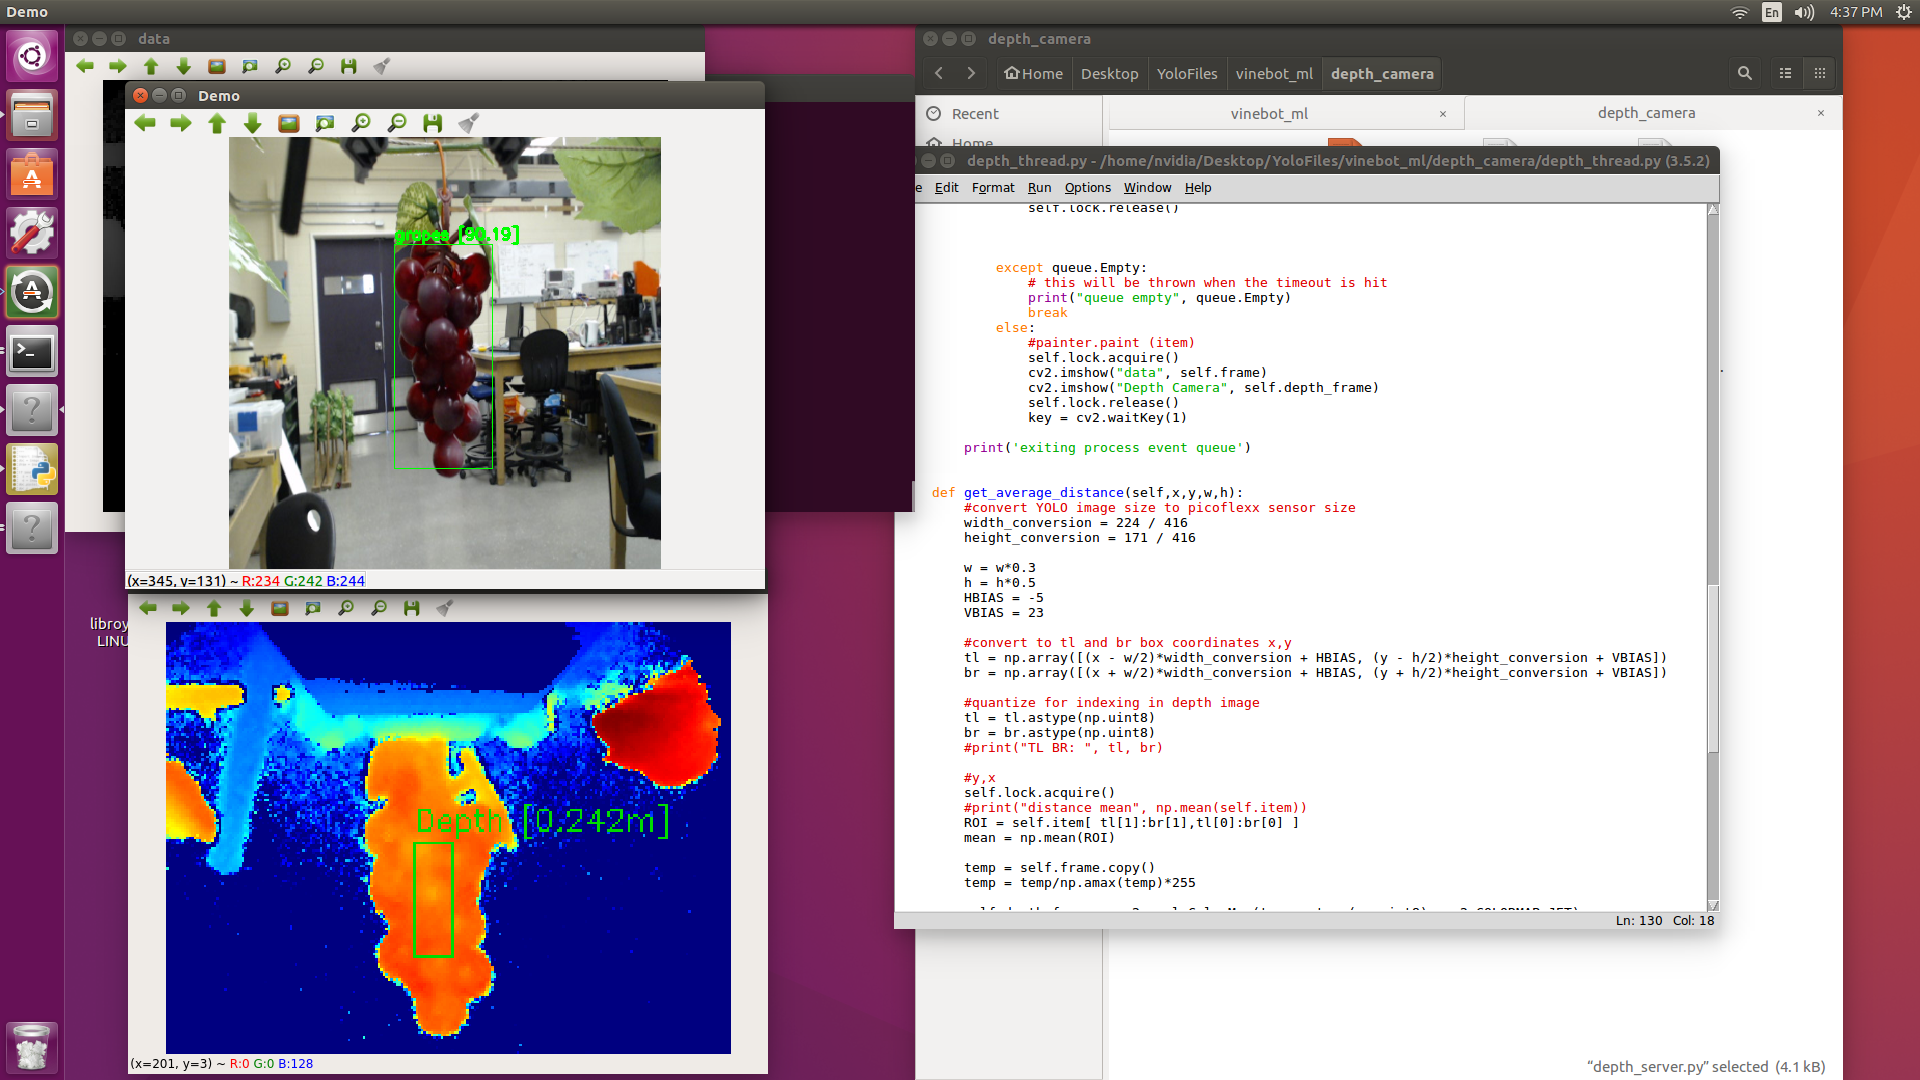 Demo
En
4:37 PM
data
Demo
grapes [90.19]
(x=345, y=131) ~ R:234 G:242 B:244
libroy
LINU
Depth [0.242m]
(x=201, y=3) ~ R:0 G:0 B:128
depth_camera
Home
Desktop
YoloFiles
vinebot_ml
depth_camera
Recent
Home
vinebot_ml
depth_camera
depth_thread.py - /home/nvidia/Desktop/YoloFiles/vinebot_ml/depth_camera/depth_thread.py (3.5.2)
e Edit Format Run Options Window Help
self.lock.release()
except queue.Empty:
# this will be thrown when the timeout is hit
print("queue empty", queue.Empty)
break
else:
#painter.paint (item)
self.lock.acquire()
cv2.imshow("data", self.frame)
cv2.imshow("Depth Camera", self.depth_frame)
self.lock.release()
key = cv2.waitKey(1)
print('exiting process event queue')
def get_average_distance(self,x,y,w,h):
#convert YOLO image size to picoflexx sensor size
width_conversion = 224 / 416
height_conversion = 171 / 416
w = w*0.3
h = h*0.5
HBIAS = -5
VBIAS = 23
#convert to tl and br box coordinates x,y
tl = np.array([(x - w/2)*width_conversion + HBIAS, (y - h/2)*height_conversion + VBIAS])
br = np.array([(x + w/2)*width_conversion + HBIAS, (y + h/2)*height_conversion + VBIAS])
#quantize for indexing in depth image
tl = tl.astype(np.uint8)
br = br.astype(np.uint8)
#print("TL BR: ", tl, br)
#y,x
self.lock.acquire()
#print("distance mean", np.mean(self.item))
ROI = self.item[ tl[1]:br[1],tl[0]:br[0] ]
mean = np.mean(ROI)
temp = self.frame.copy()
temp = temp/np.amax(temp)*255
Ln: 130 Col: 18
“depth_server.py” selected (4.1 kB)